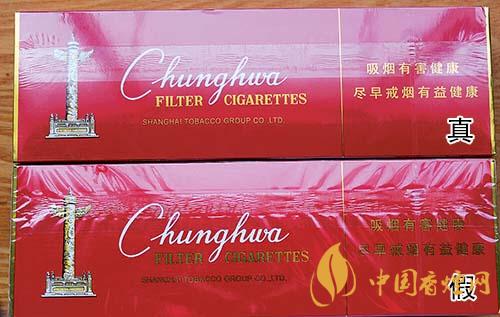 Chunghwa
FILTER CIGARETTES
SHANGHAI TOBACCO GROUP CO.,LTD.
吸烟有害健康
尽早戒烟有益健康
真
Chunghwa
FILTER CIGARETTES
SHANGHAI TOBACCO GROUP CO.,LTD.
吸烟有害健康
尽早戒烟有益健康
假
中国香烟网